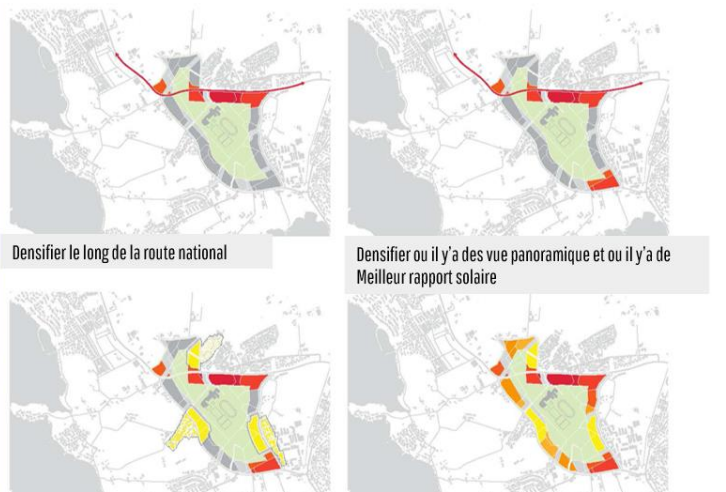 Densifier le long de la route national
Densifier ou il y'a des vue panoramique et ou il y'a de
Meilleur rapport solaire